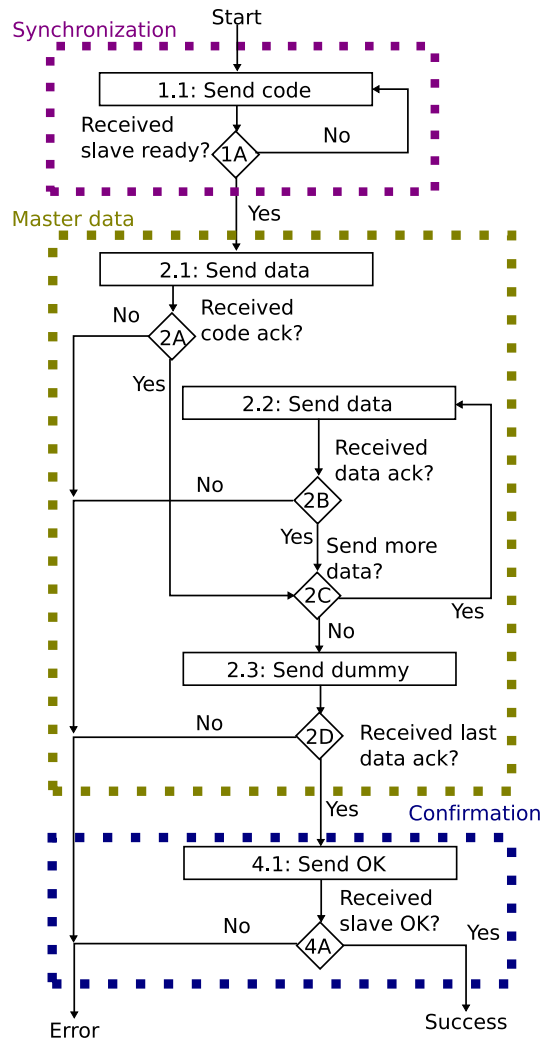 Start
Synchronization
1.1: Send code
Received
slave ready?
No
1A
Yes
Master data
2.1: Send data
No
Received
code ack?
2A
Yes
2.2: Send data
Received
data ack?
No
2B
Yes
Send more
data?
2C
Yes
No
2.3: Send dummy
No
2D
Received last
data ack?
Yes
Confirmation
4.1: Send OK
Received
slave OK?
No
4A
Yes
Error
Success